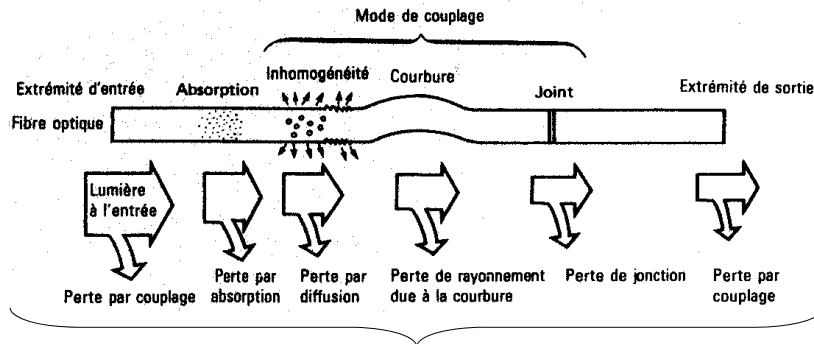 Mode de couplage
Extrémité d'entrée
Absorption
Inhomogénéité
Courbure
Joint
Extrémité de sortie
Fibre optique
Lumière
à l'entrée
Perte par couplage
Perte par
absorption
Perte par
diffusion
Perte de rayonnement
due à la courbure
Perte de jonction
Perte par
couplage